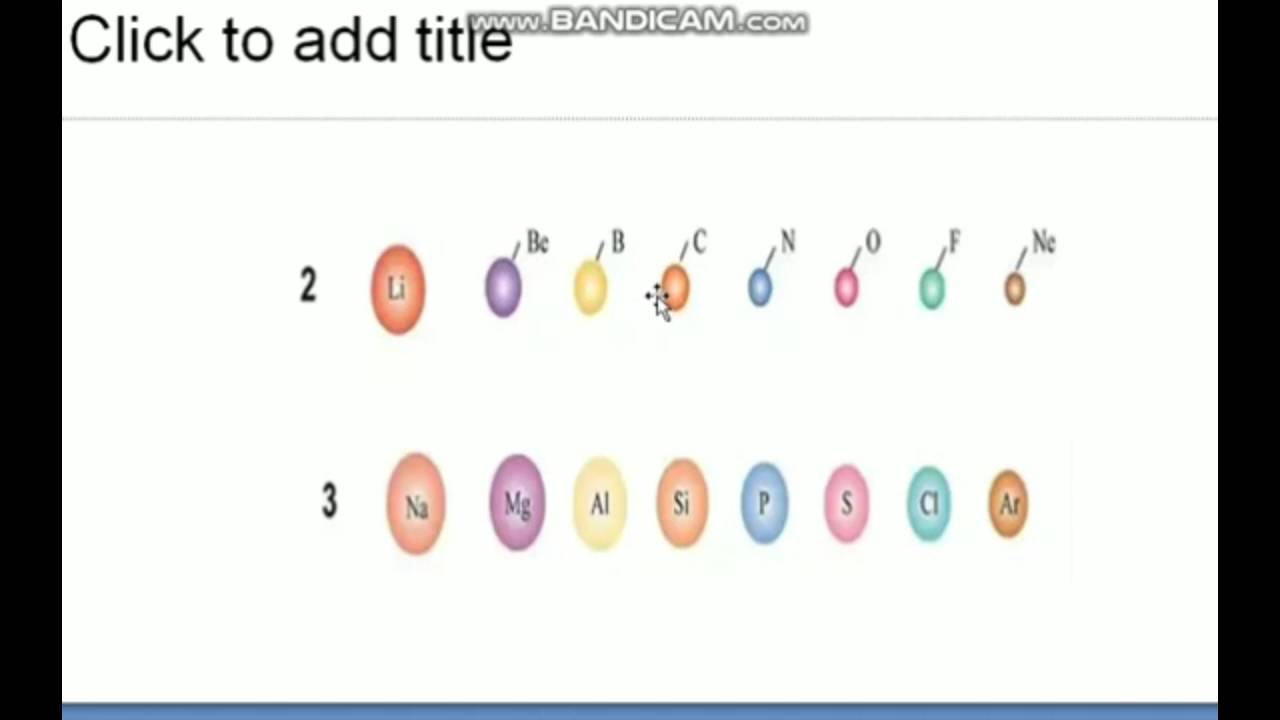 www.BANDICAM.com
Click to add title
Be B C N O F Ne
2 Li
3 Na Mg Al Si P S Cl Ar